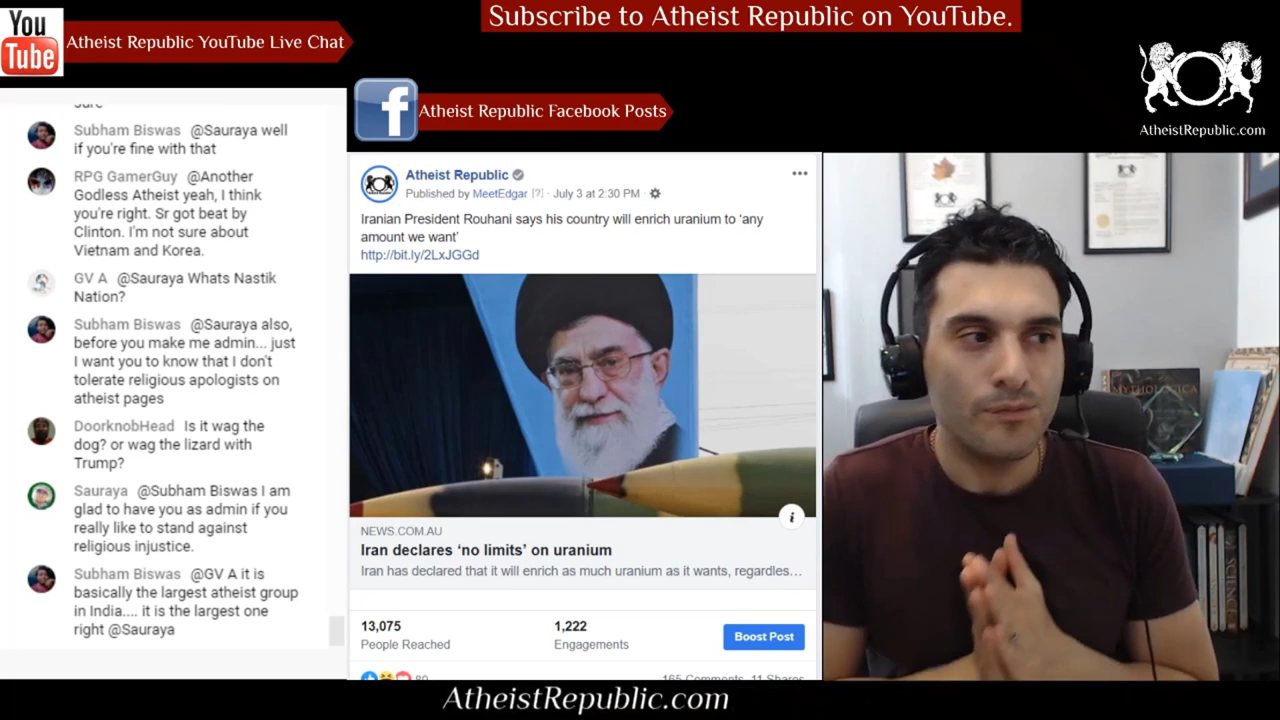 Subscribe to Atheist Republic on YouTube.
You
Tube
Atheist Republic YouTube Live Chat
AtheistRepublic.com
f
Atheist Republic Facebook Posts
sure
Subham Biswas @Sauraya well
if you're fine with that
RPG GamerGuy @Another
Godless Atheist yeah, I think
you're right. Sr got beat by
Clinton. I'm not sure about
Vietnam and Korea.
GV A @Sauraya Whats Nastik
Nation?
Subham Biswas @Sauraya also,
before you make me admin... just
I want you to know that I don't
tolerate religious apologists on
atheist pages
DoorknobHead Is it wag the
dog? or wag the lizard with
Trump?
Sauraya @Subham Biswas I am
glad to have you as admin if you
really like to stand against
religious injustice.
Subham Biswas @GV A it is
basically the largest atheist group
in India.... it is the largest one
right @Sauraya
Atheist Republic
Published by MeetEdgar [?] · July 3 at 2:30 PM ·
Iranian President Rouhani says his country will enrich uranium to ‘any
amount we want’
http://bit.ly/2LxJGGd
i
NEWS.COM.AU
Iran declares ‘no limits’ on uranium
Iran has declared that it will enrich as much uranium as it wants, regardles...
13,075
People Reached
1,222
Engagements
Boost Post
165 Comments 11 Shares
MYTHOLOGICA
SCIENCE
AtheistRepublic.com